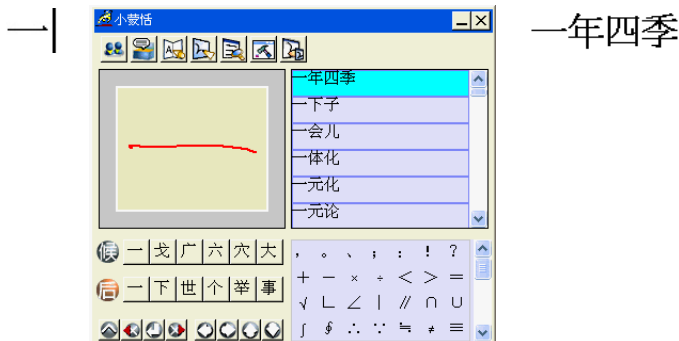 一
小蒙恬
一年四季
一年四季
一下子
一会儿
一体化
一元化
一元论
候 一 戈 广 六 穴 大
后 一 下 世 个 举 事
, 。 、 ; : ! ?
+ − × ÷ < > =
√ ∟ ∠ | ∥ ∩ ∪
∫ ∮ ∴ ∵ ≒ ≠ ≡